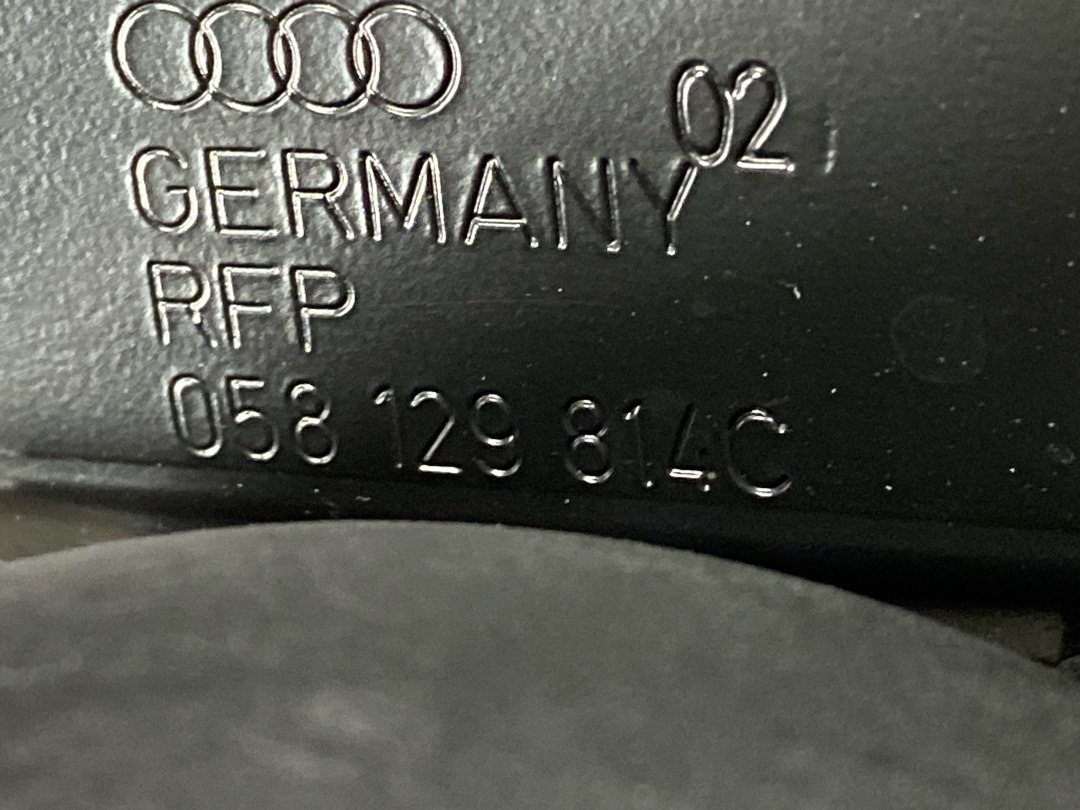 02
GERMANY
RFP
058 129 814C